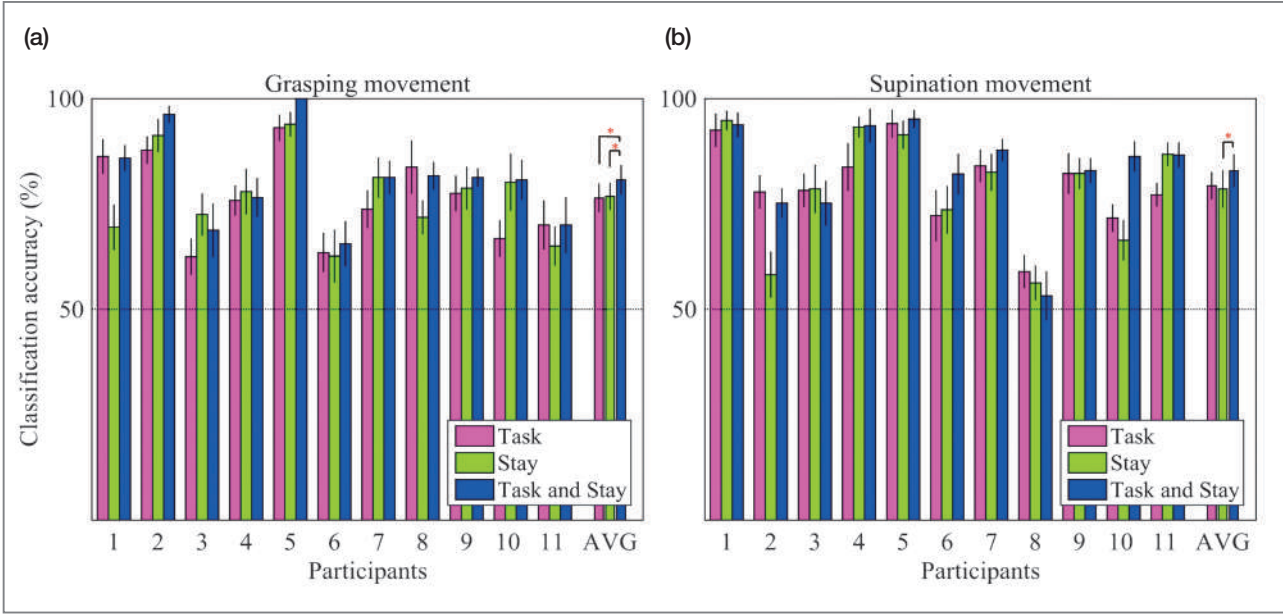 (a)
Grasping movement
100
50
Classification accuracy (%)
* 
*
Task
Stay
Task and Stay
1 2 3 4 5 6 7 8 9 10 11 AVG
Participants
(b)
Supination movement
100
50
*
Task
Stay
Task and Stay
1 2 3 4 5 6 7 8 9 10 11 AVG
Participants